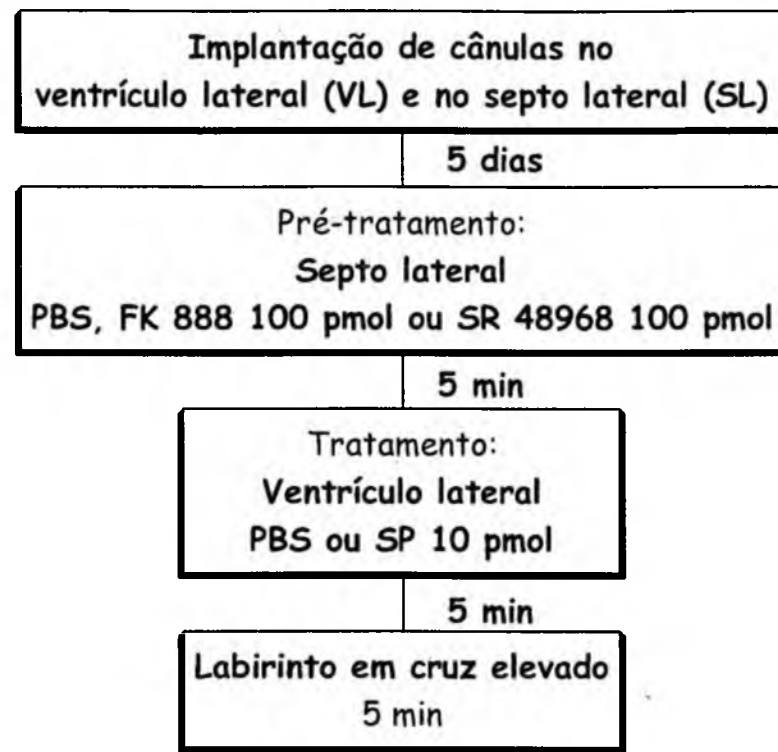 Implantação de cânulas no
ventrículo lateral (VL) e no septo lateral (SL)
5 dias
Pré-tratamento:
Septo lateral
PBS, FK 888 100 pmol ou SR 48968 100 pmol
5 min
Tratamento:
Ventrículo lateral
PBS ou SP 10 pmol
5 min
Labirinto em cruz elevado
5 min